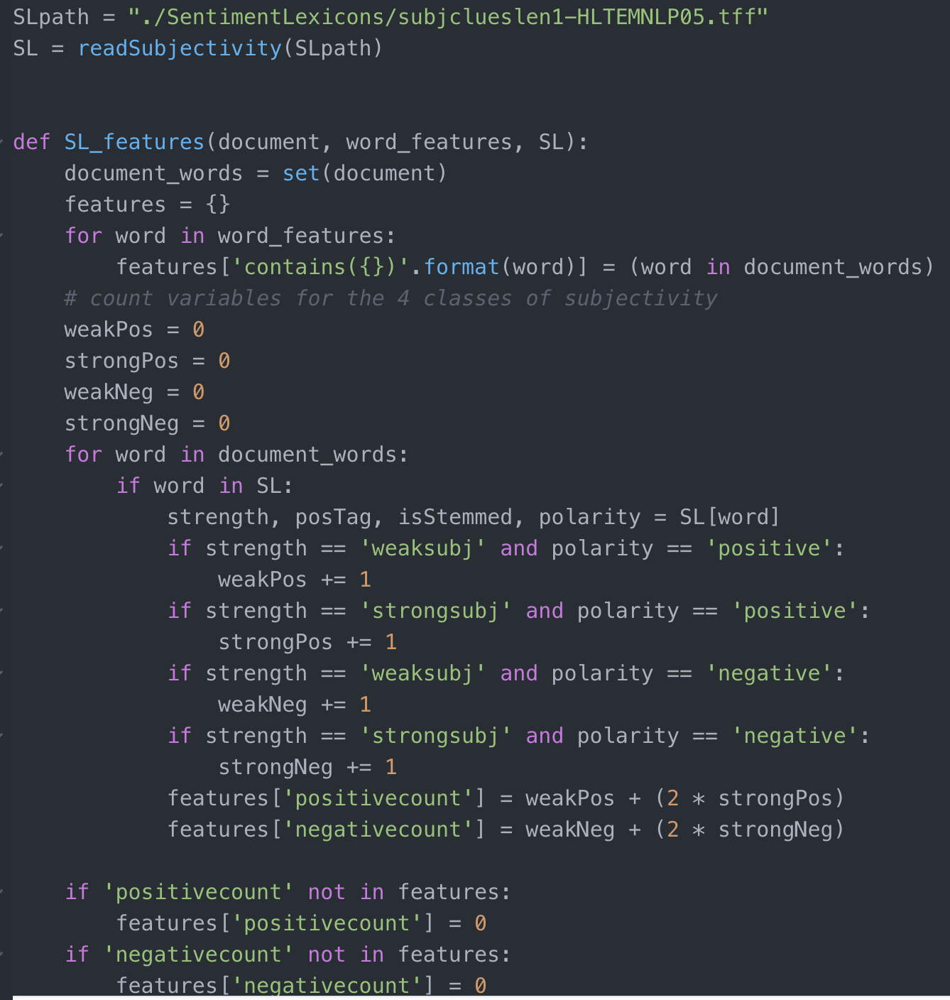 SLpath = "./SentimentLexicons/subjclueslen1-HLTEMNLP05.tff"
SL = readSubjectivity(SLpath)
def SL_features(document, word_features, SL):
    document_words = set(document)
    features = {}
    for word in word_features:
        features['contains({})'.format(word)] = (word in document_words)
    # count variables for the 4 classes of subjectivity
    weakPos = 0
    strongPos = 0
    weakNeg = 0
    strongNeg = 0
    for word in document_words:
        if word in SL:
            strength, posTag, isStemmed, polarity = SL[word]
            if strength == 'weaksubj' and polarity == 'positive':
                weakPos += 1
            if strength == 'strongsubj' and polarity == 'positive':
                strongPos += 1
            if strength == 'weaksubj' and polarity == 'negative':
                weakNeg += 1
            if strength == 'strongsubj' and polarity == 'negative':
                strongNeg += 1
            features['positivecount'] = weakPos + (2 * strongPos)
            features['negativecount'] = weakNeg + (2 * strongNeg)
    if 'positivecount' not in features:
        features['positivecount'] = 0
    if 'negativecount' not in features:
        features['negativecount'] = 0